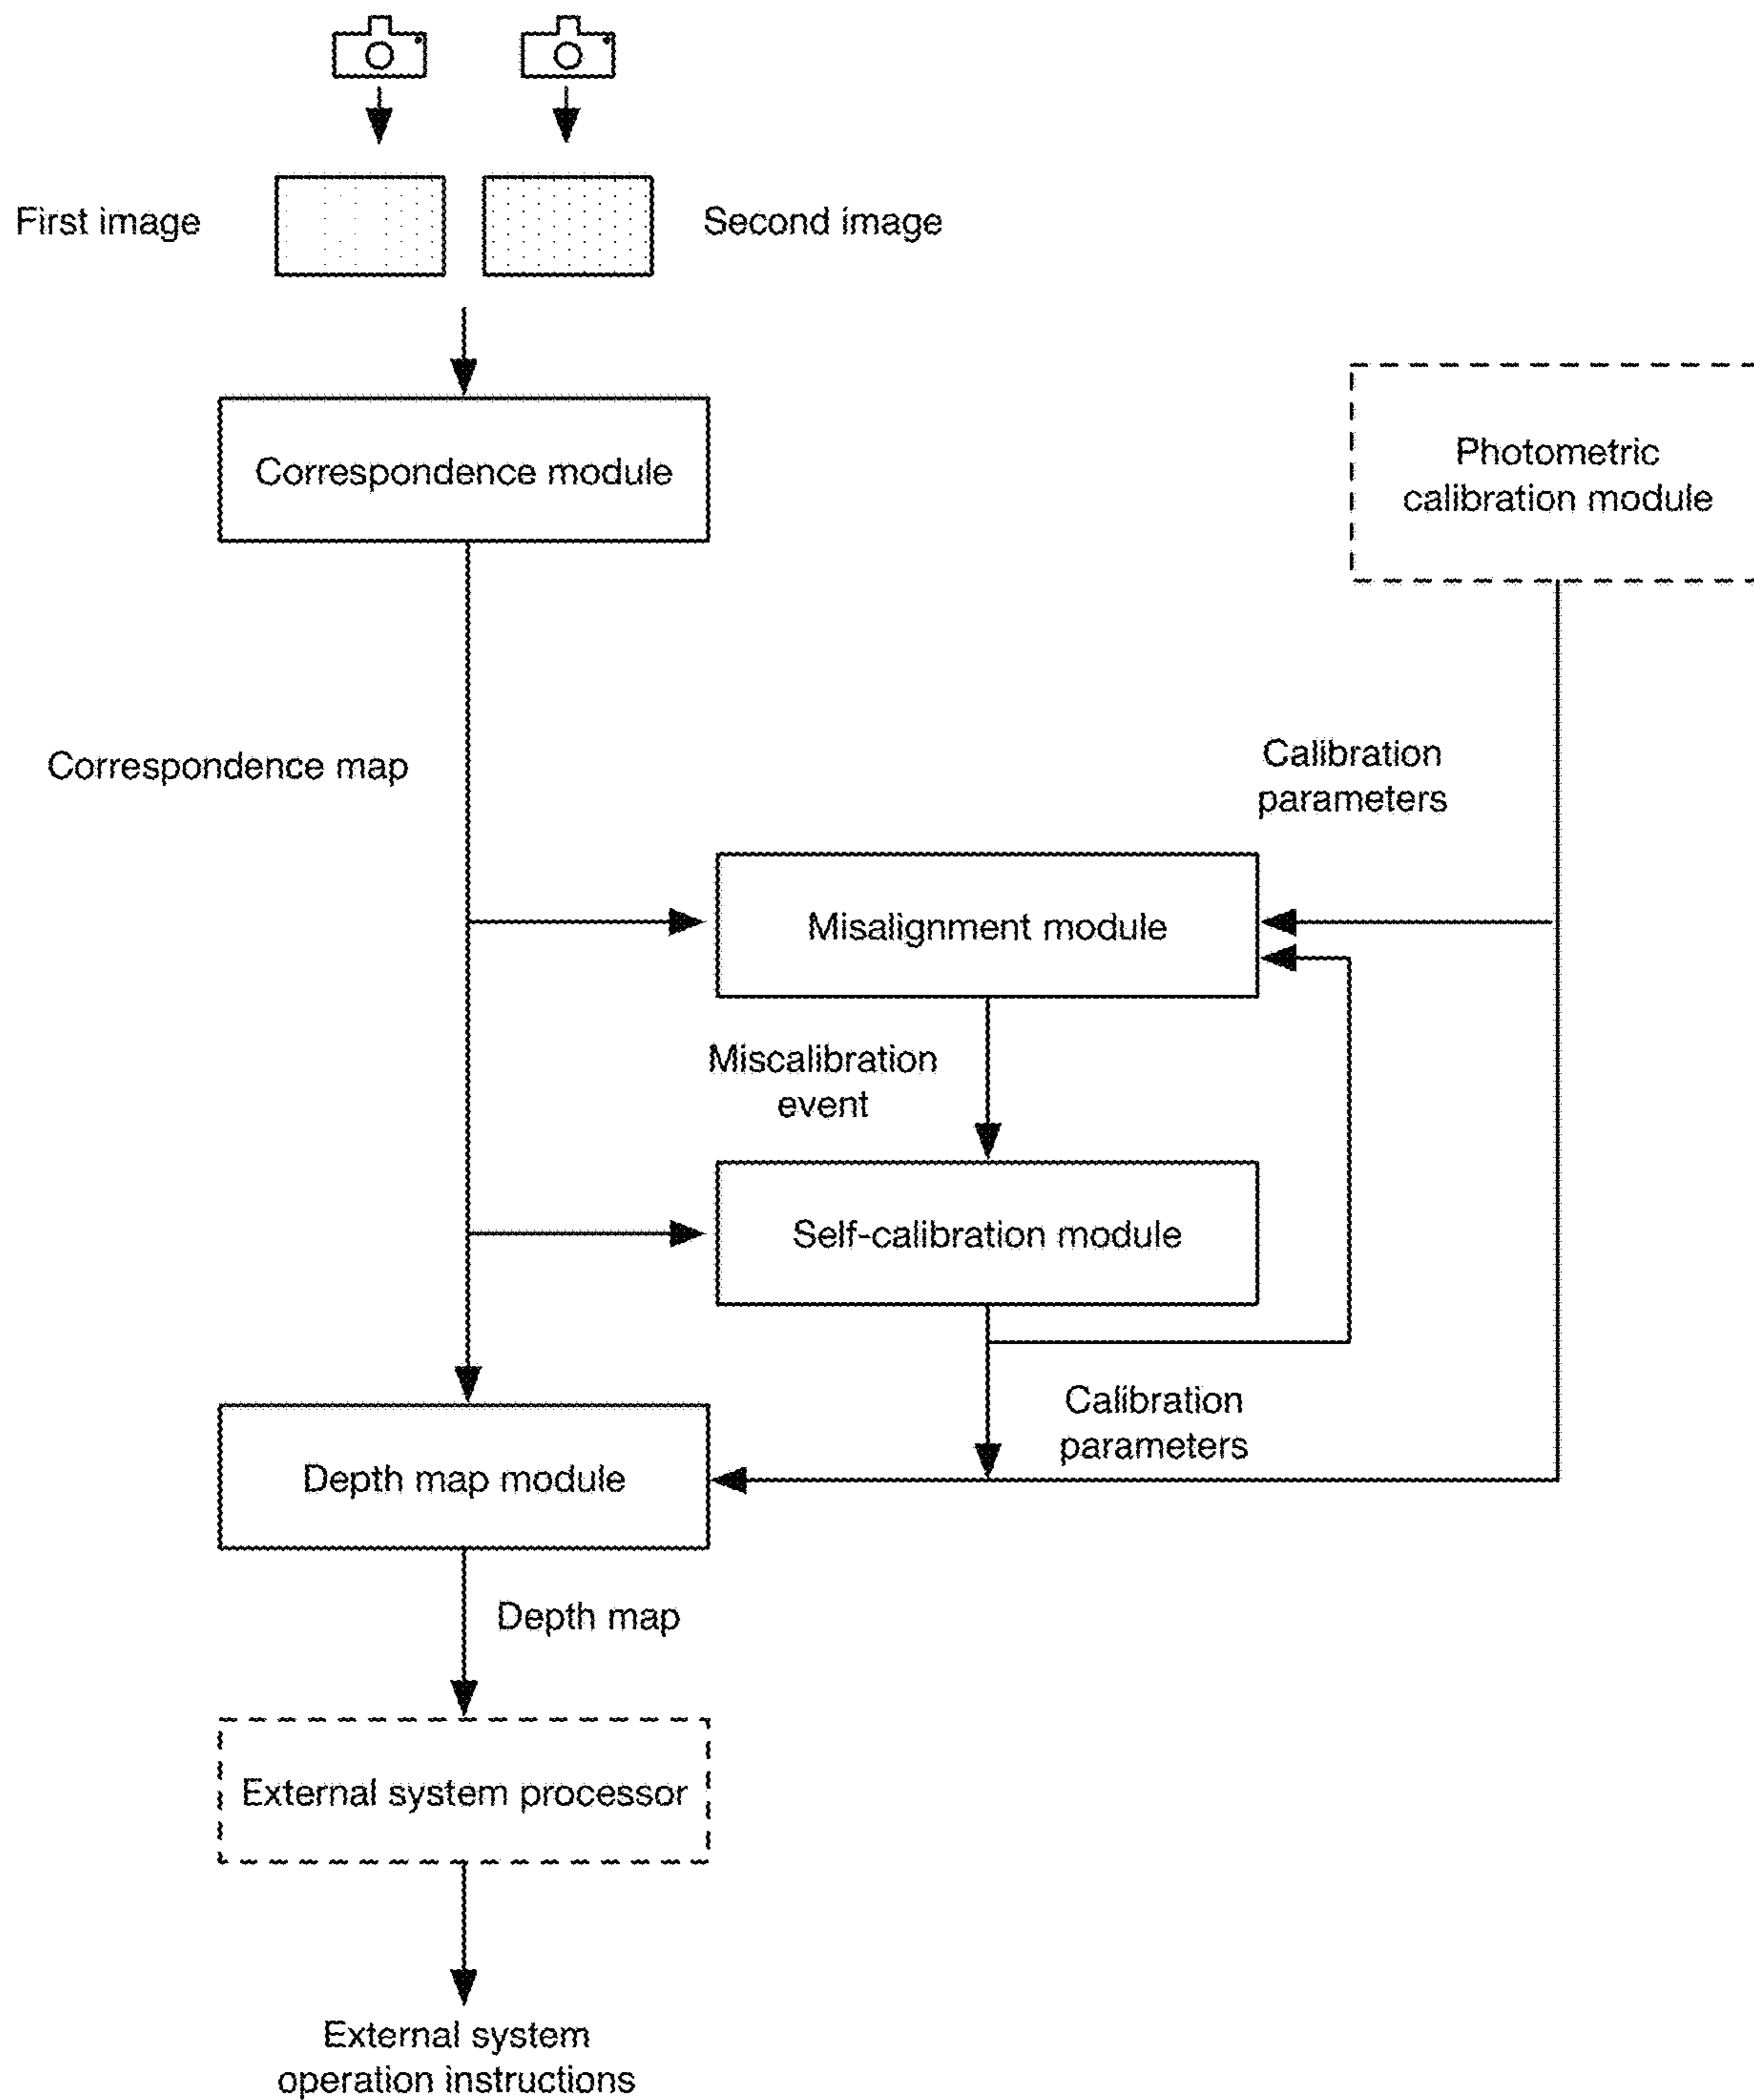 First image
Second image
Correspondence module
Photometric
calibration module
Correspondence map
Calibration
parameters
Misalignment module
Miscalibration
event
Self-calibration module
Calibration
parameters
Depth map module
Depth map
External system processor
External system
operation instructions